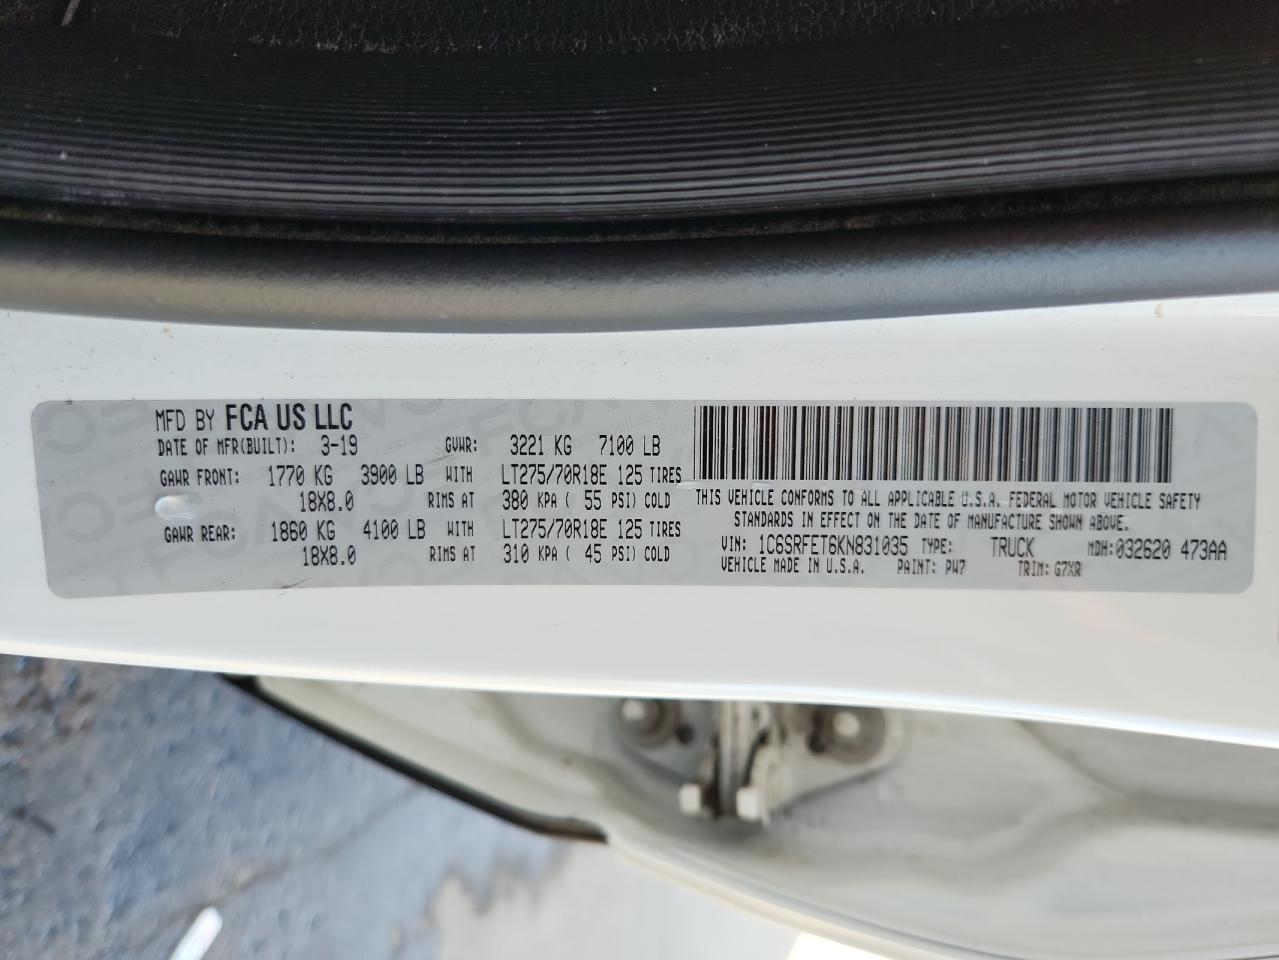 MFD BY FCA US LLC
DATE OF MFR(BUILT): 3-19 GVWR: 3221 KG 7100 LB
GAWR FRONT: 1770 KG 3900 LB WITH LT275/70R18E 125 TIRES
18X8.0 RIMS AT 380 KPA ( 55 PSI) COLD
GAWR REAR: 1860 KG 4100 LB WITH LT275/70R18E 125 TIRES
18X8.0 RIMS AT 310 KPA ( 45 PSI) COLD
THIS VEHICLE CONFORMS TO ALL APPLICABLE U.S.A. FEDERAL MOTOR VEHICLE SAFETY
STANDARDS IN EFFECT ON THE DATE OF MANUFACTURE SHOWN ABOVE.
VIN: 1C6SRFET6KN831035 TYPE: TRUCK MDH:032620 473AA
VEHICLE MADE IN U.S.A. PAINT: PW7 TRIM: G7XR